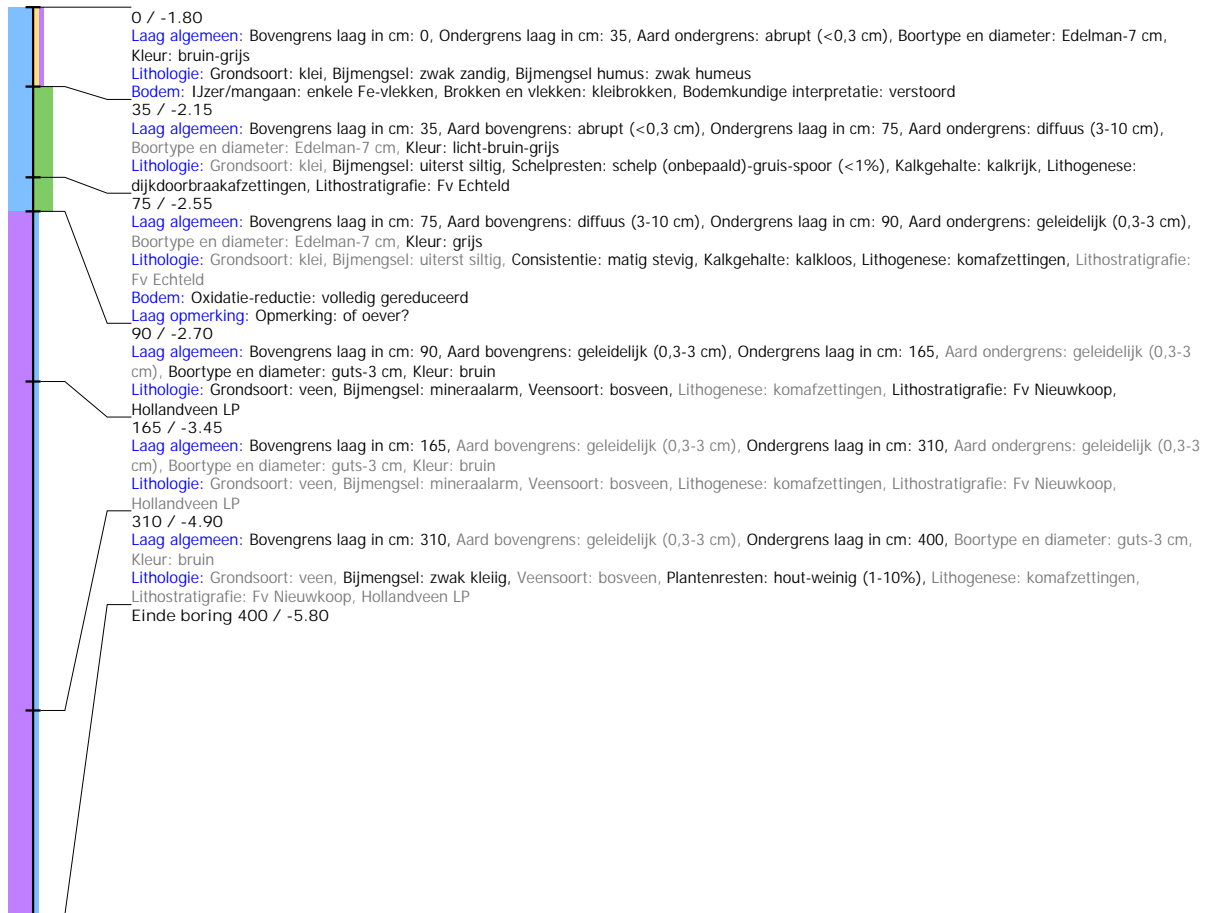 0 / -1.80
Laag algemeen: Bovengrens laag in cm: 0, Ondergrens laag in cm: 35, Aard ondergrens: abrupt (<0,3 cm), Boortype en diameter: Edelman-7 cm,
Kleur: bruin-grijs
Lithologie: Grondsoort: klei, Bijmengsel: zwak zandig, Bijmengsel humus: zwak humeus
Bodem: IJzer/mangaan: enkele Fe-vlekken, Brokken en vlekken: kleibrokken, Bodemkundige interpretatie: verstoord
35 / -2.15
Laag algemeen: Bovengrens laag in cm: 35, Aard bovengrens: abrupt (<0,3 cm), Ondergrens laag in cm: 75, Aard ondergrens: diffuus (3-10 cm),
Boortype en diameter: Edelman-7 cm, Kleur: licht-bruin-grijs
Lithologie: Grondsoort: klei, Bijmengsel: uiterst siltig, Schelpresten: schelp (onbepaald)-gruis-spoor (<1%), Kalkgehalte: kalkrijk, Lithogenese:
dijkdoorbraakafzettingen, Lithostratigrafie: Fv Echteld
75 / -2.55
Laag algemeen: Bovengrens laag in cm: 75, Aard bovengrens: diffuus (3-10 cm), Ondergrens laag in cm: 90, Aard ondergrens: geleidelijk (0,3-3 cm),
Boortype en diameter: Edelman-7 cm, Kleur: grijs
Lithologie: Grondsoort: klei, Bijmengsel: uiterst siltig, Consistentie: matig stevig, Kalkgehalte: kalkloos, Lithogenese: komafzettingen, Lithostratigrafie:
Fv Echteld
Bodem: Oxidatie-reductie: volledig gereduceerd
Laag opmerking: Opmerking: of oever?
90 / -2.70
Laag algemeen: Bovengrens laag in cm: 90, Aard bovengrens: geleidelijk (0,3-3 cm), Ondergrens laag in cm: 165, Aard ondergrens: geleidelijk (0,3-3
cm), Boortype en diameter: guts-3 cm, Kleur: bruin
Lithologie: Grondsoort: veen, Bijmengsel: mineraalarm, Veensoort: bosveen, Lithogenese: komafzettingen, Lithostratigrafie: Fv Nieuwkoop,
Hollandveen LP
165 / -3.45
Laag algemeen: Bovengrens laag in cm: 165, Aard bovengrens: geleidelijk (0,3-3 cm), Ondergrens laag in cm: 310, Aard ondergrens: geleidelijk (0,3-3
cm), Boortype en diameter: guts-3 cm, Kleur: bruin
Lithologie: Grondsoort: veen, Bijmengsel: mineraalarm, Veensoort: bosveen, Lithogenese: komafzettingen, Lithostratigrafie: Fv Nieuwkoop,
Hollandveen LP
310 / -4.90
Laag algemeen: Bovengrens laag in cm: 310, Aard bovengrens: geleidelijk (0,3-3 cm), Ondergrens laag in cm: 400, Boortype en diameter: guts-3 cm,
Kleur: bruin
Lithologie: Grondsoort: veen, Bijmengsel: zwak kleiig, Veensoort: bosveen, Plantenresten: hout-weinig (1-10%), Lithogenese: komafzettingen,
Lithostratigrafie: Fv Nieuwkoop, Hollandveen LP
Einde boring 400 / -5.80